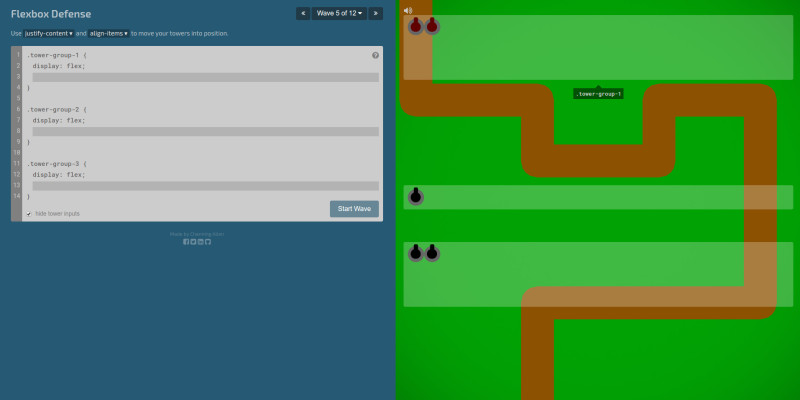 Flexbox Defense
« Wave 5 of 12 ▾ »
Use justify-content ▾ and align-items ▾ to move your towers into position.
1 .tower-group-1 {
2 display: flex;
3
4 }
5
6 .tower-group-2 {
7 display: flex;
8
9 }
10
11 .tower-group-3 {
12 display: flex;
13
14 }
hide tower inputs
Start Wave
Made by Channing Allen
.tower-group-1